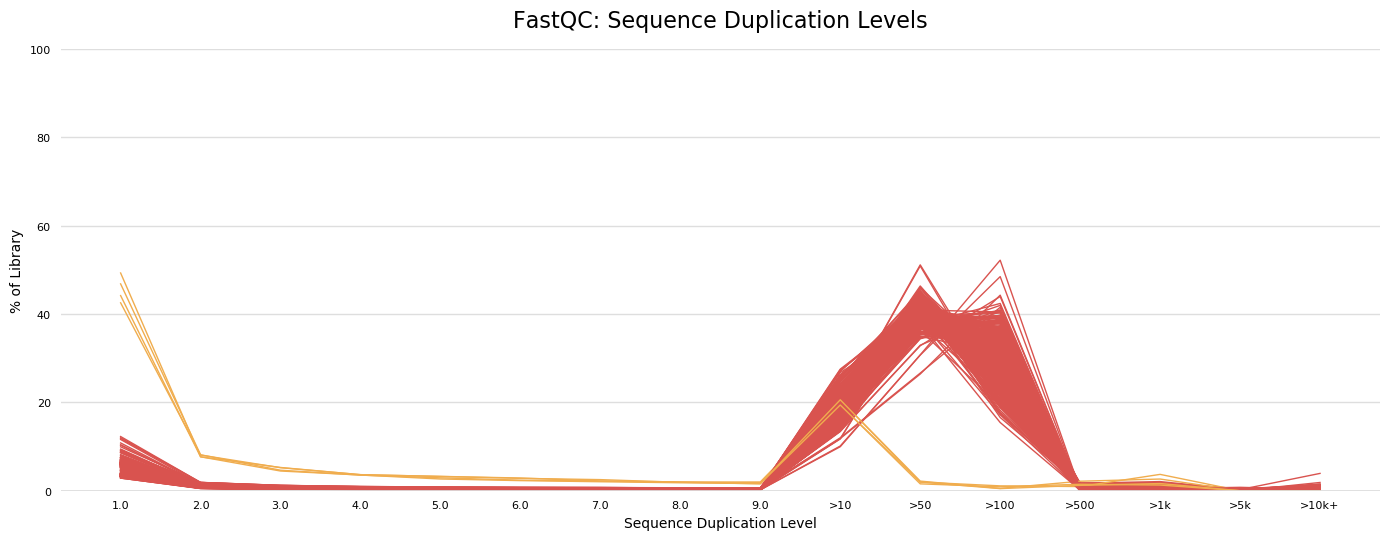 FastQC: Sequence Duplication Levels
100
80
60
40
20
0
% of Library
1.0 2.0 3.0 4.0 5.0 6.0 7.0 8.0 9.0 >10 >50 >100 >500 >1k >5k >10k+
Sequence Duplication Level